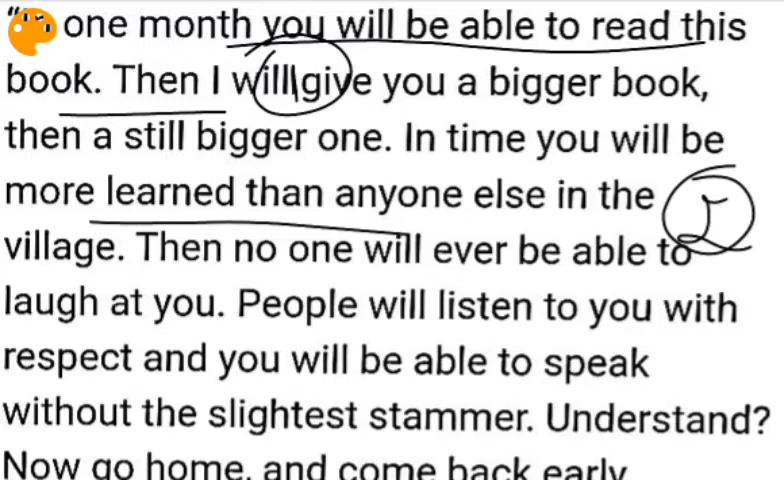 one month you will be able to read this
book. Then I will give you a bigger book,
then a still bigger one. In time you will be
more learned than anyone else in the
village. Then no one will ever be able to
laugh at you. People will listen to you with
respect and you will be able to speak
without the slightest stammer. Understand?
Now go home, and come back early